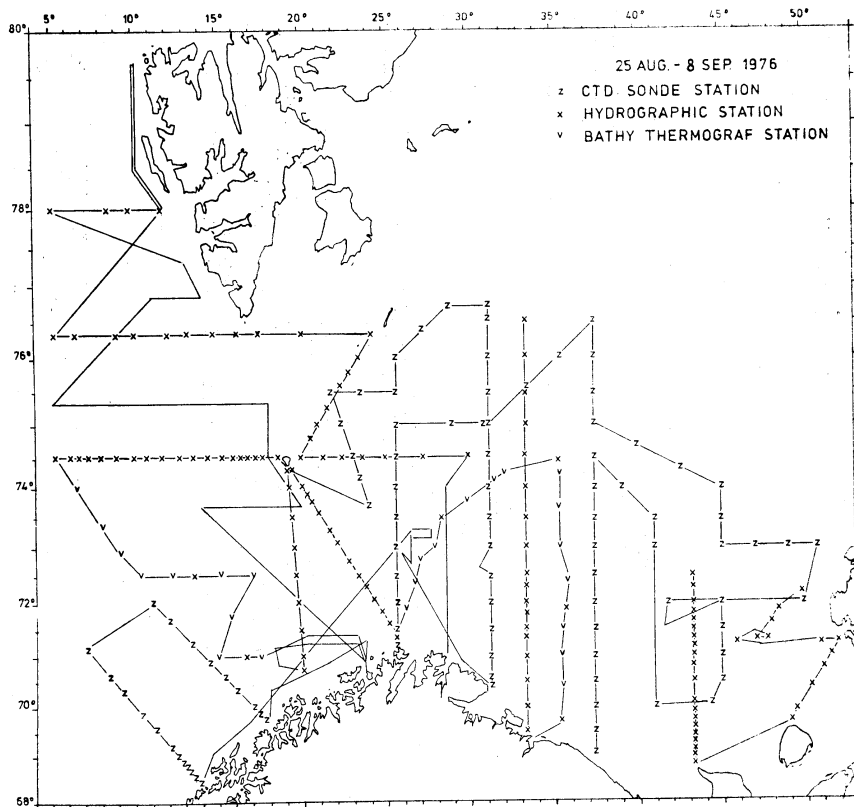 80° 5° 10° 15° 20° 25° 30° 35° 40° 45° 50°
25 AUG. - 8 SEP. 1976
z CTD SONDE STATION
x HYDROGRAPHIC STATION
v BATHY THERMOGRAF STATION
78°
76°
74°
72°
70°
68°